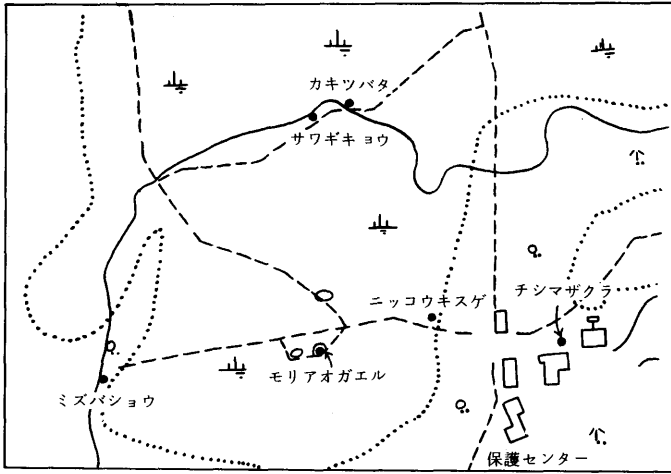 カキツバタ
サワギキョウ
ニッコウキスゲ
チシマザクラ
モリアオガエル
ミズバショウ
保護センター